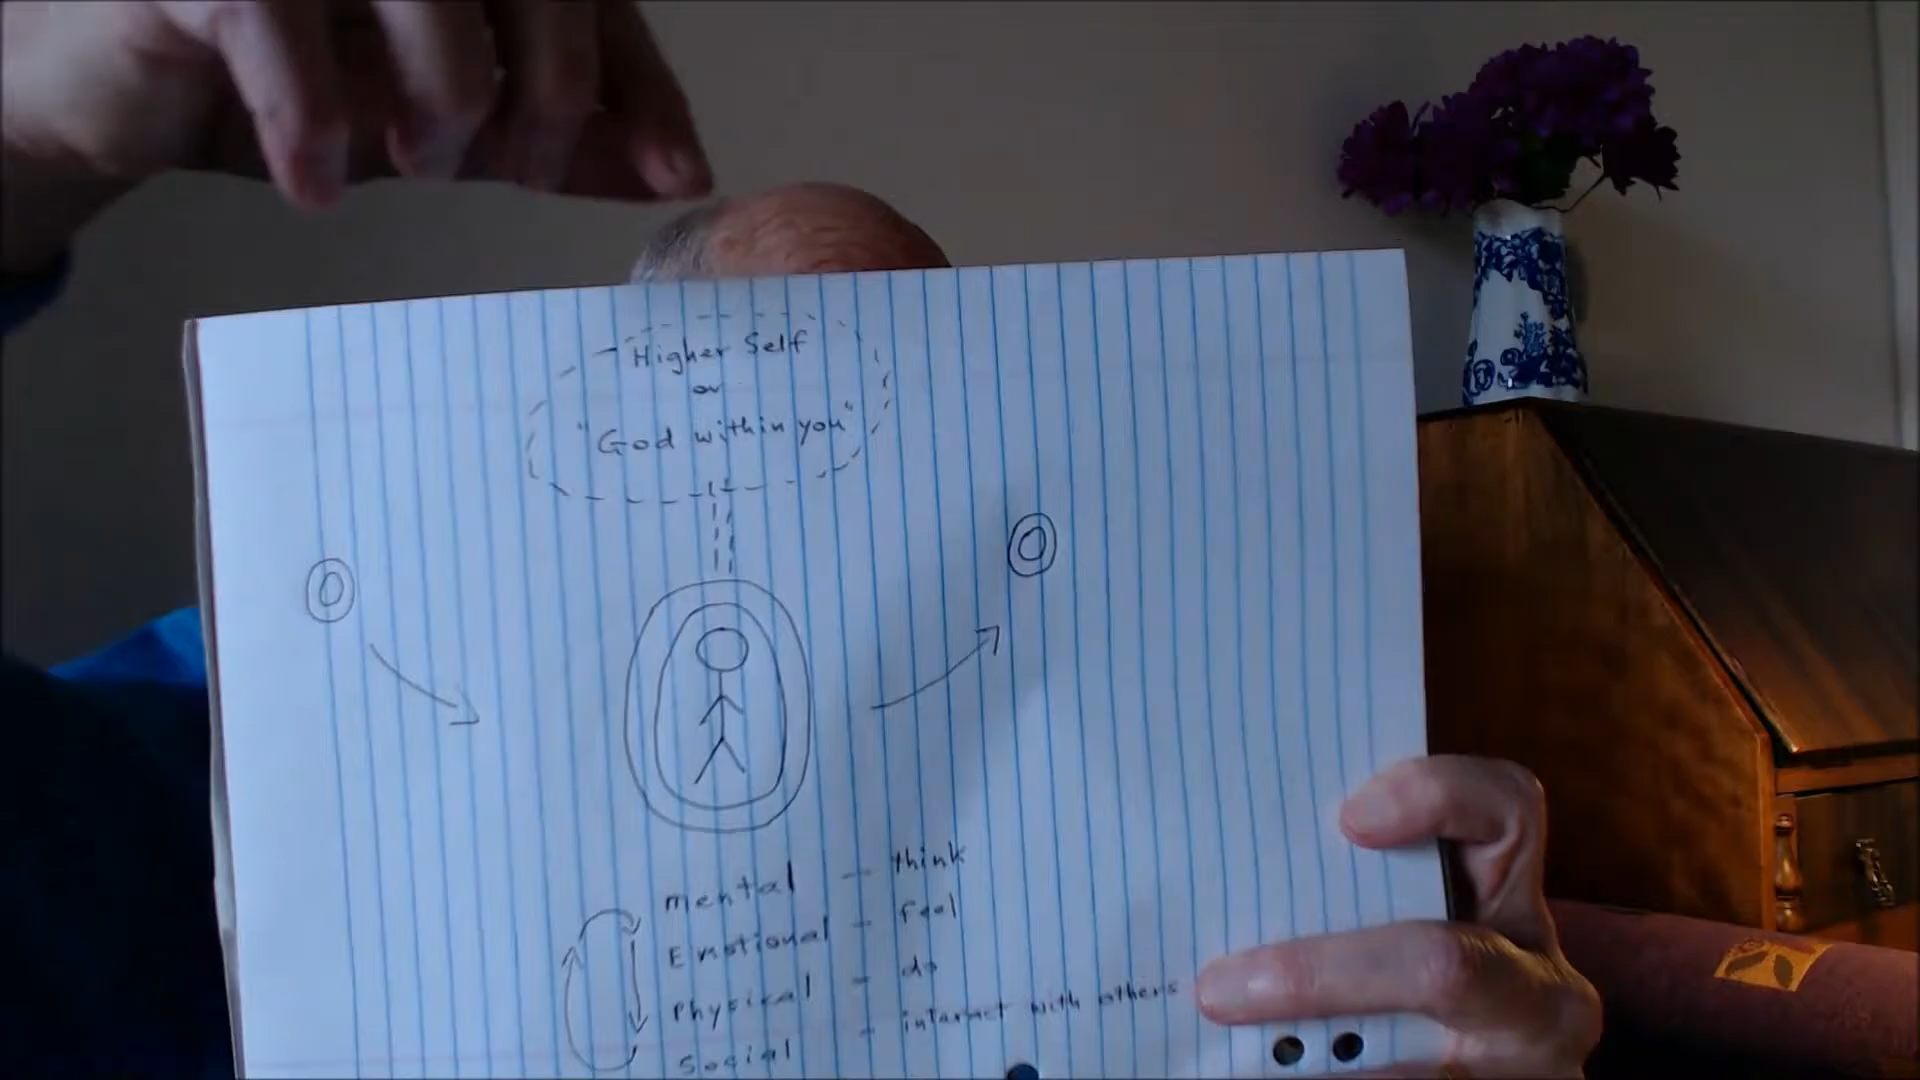 Higher Self
or
"God within you"
mental — think
Emotional — feel
Physical — do
Social — interact with others